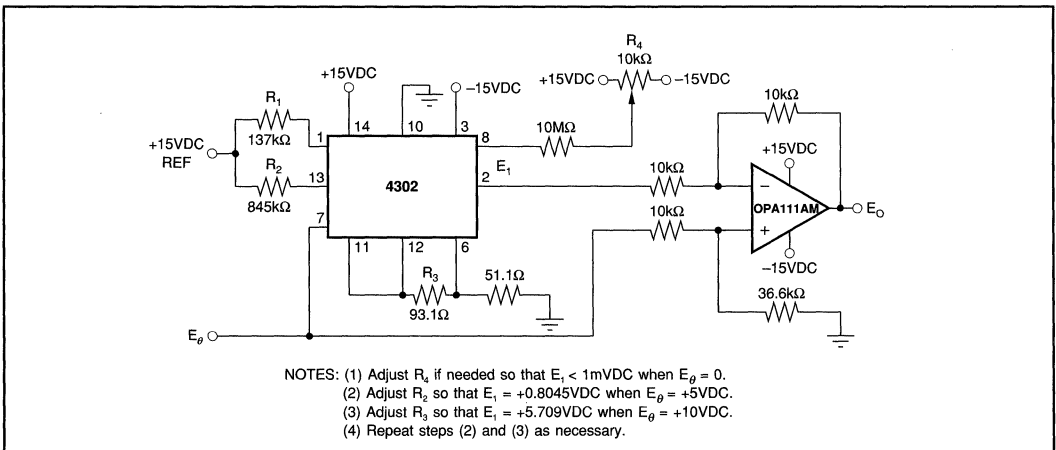 R4
10kΩ
+15VDC
-15VDC
+15VDC
–15VDC
10kΩ
R1
137kΩ
1
14
10
3
8
10MΩ
+15VDC
+15VDC
REF
R2
845kΩ
13
4302
E1
2
10kΩ
–
OPA111AM
EO
7
10kΩ
+
11
12
6
–15VDC
R3
93.1Ω
51.1Ω
36.6kΩ
Eθ
NOTES: (1) Adjust R4 if needed so that E1 < 1mVDC when Eθ = 0.
(2) Adjust R2 so that E1 = +0.8045VDC when Eθ = +5VDC.
(3) Adjust R3 so that E1 = +5.709VDC when Eθ = +10VDC.
(4) Repeat steps (2) and (3) as necessary.